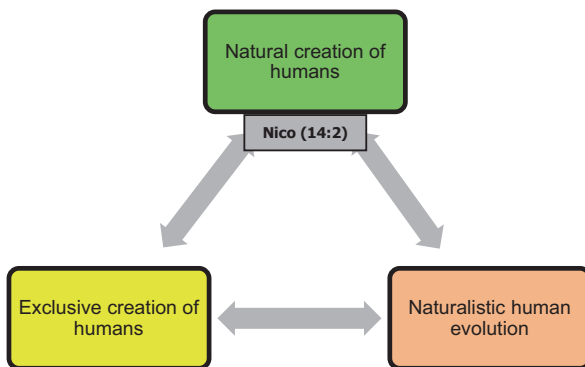 Natural creation of
humans
Nico (14:2)
Exclusive creation of
humans
Naturalistic human
evolution